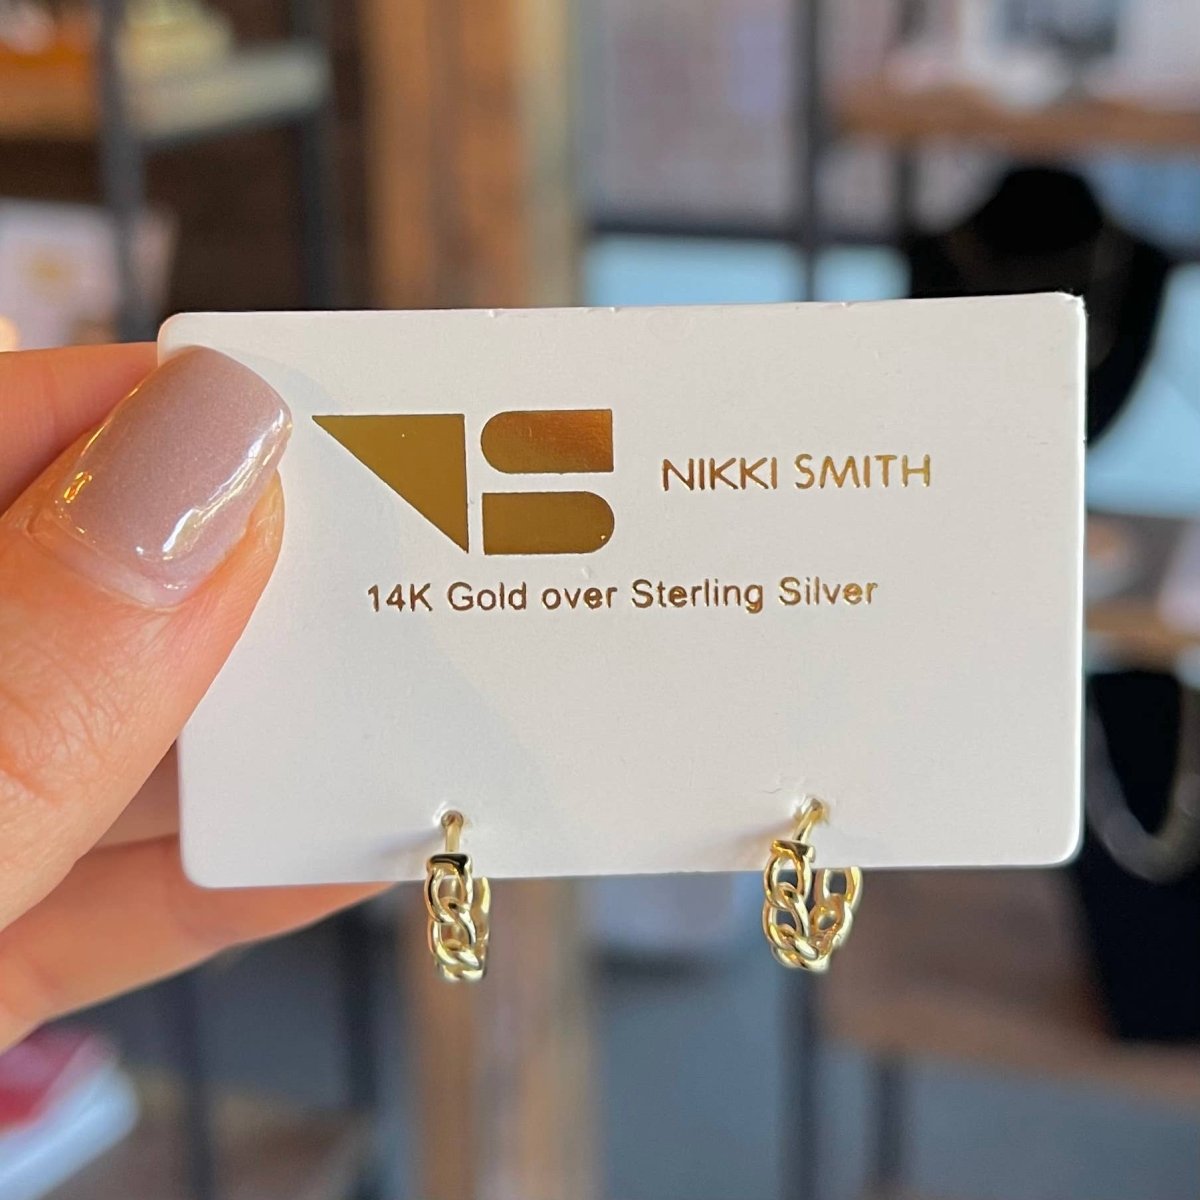 NIKKI SMITH
14K Gold over Sterling Silver